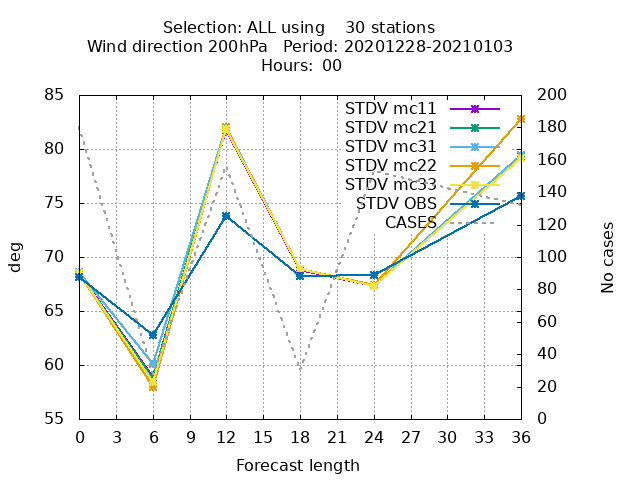 Selection: ALL using 30 stations
Wind direction 200hPa Period: 20201228-20210103
Hours: 00
85
80
75
70
65
60
55
deg
STDV mc11
STDV mc21
STDV mc31
STDV mc22
STDV mc33
STDV OBS
CASES
200
180
160
140
120
100
80
60
40
20
0
No cases
0 3 6 9 12 15 18 21 24 27 30 33 36
Forecast length